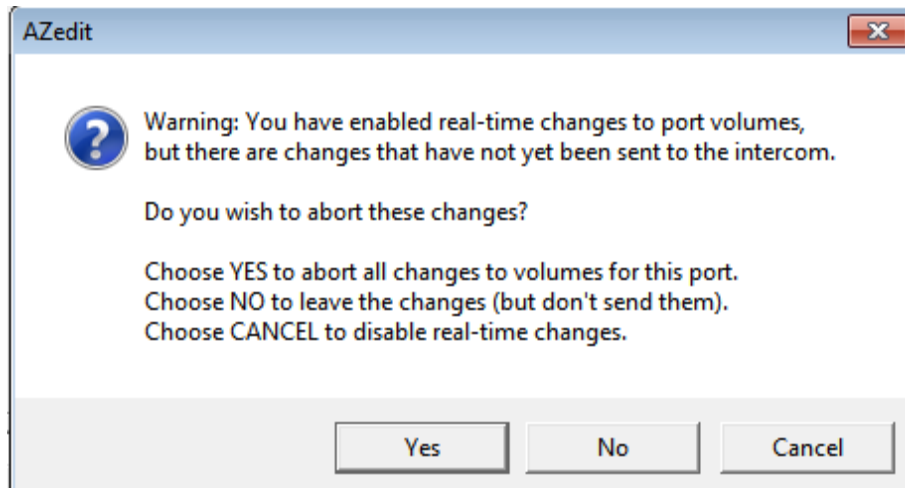 AZedit
Warning: You have enabled real-time changes to port volumes,
but there are changes that have not yet been sent to the intercom.
Do you wish to abort these changes?
Choose YES to abort all changes to volumes for this port.
Choose NO to leave the changes (but don't send them).
Choose CANCEL to disable real-time changes.
Yes No Cancel